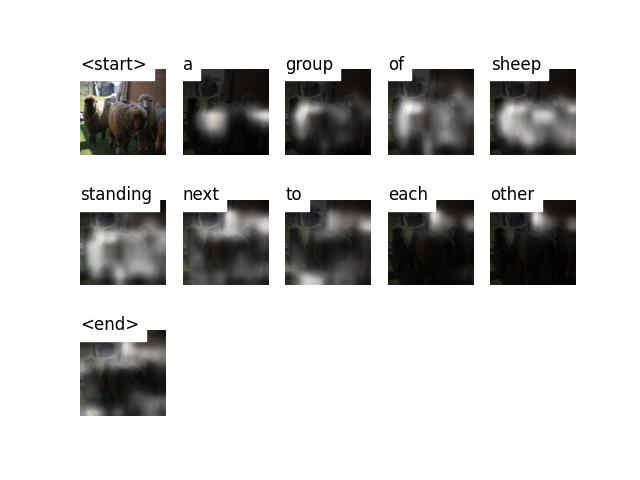 <start> a group of sheep
standing next to each other
<end>